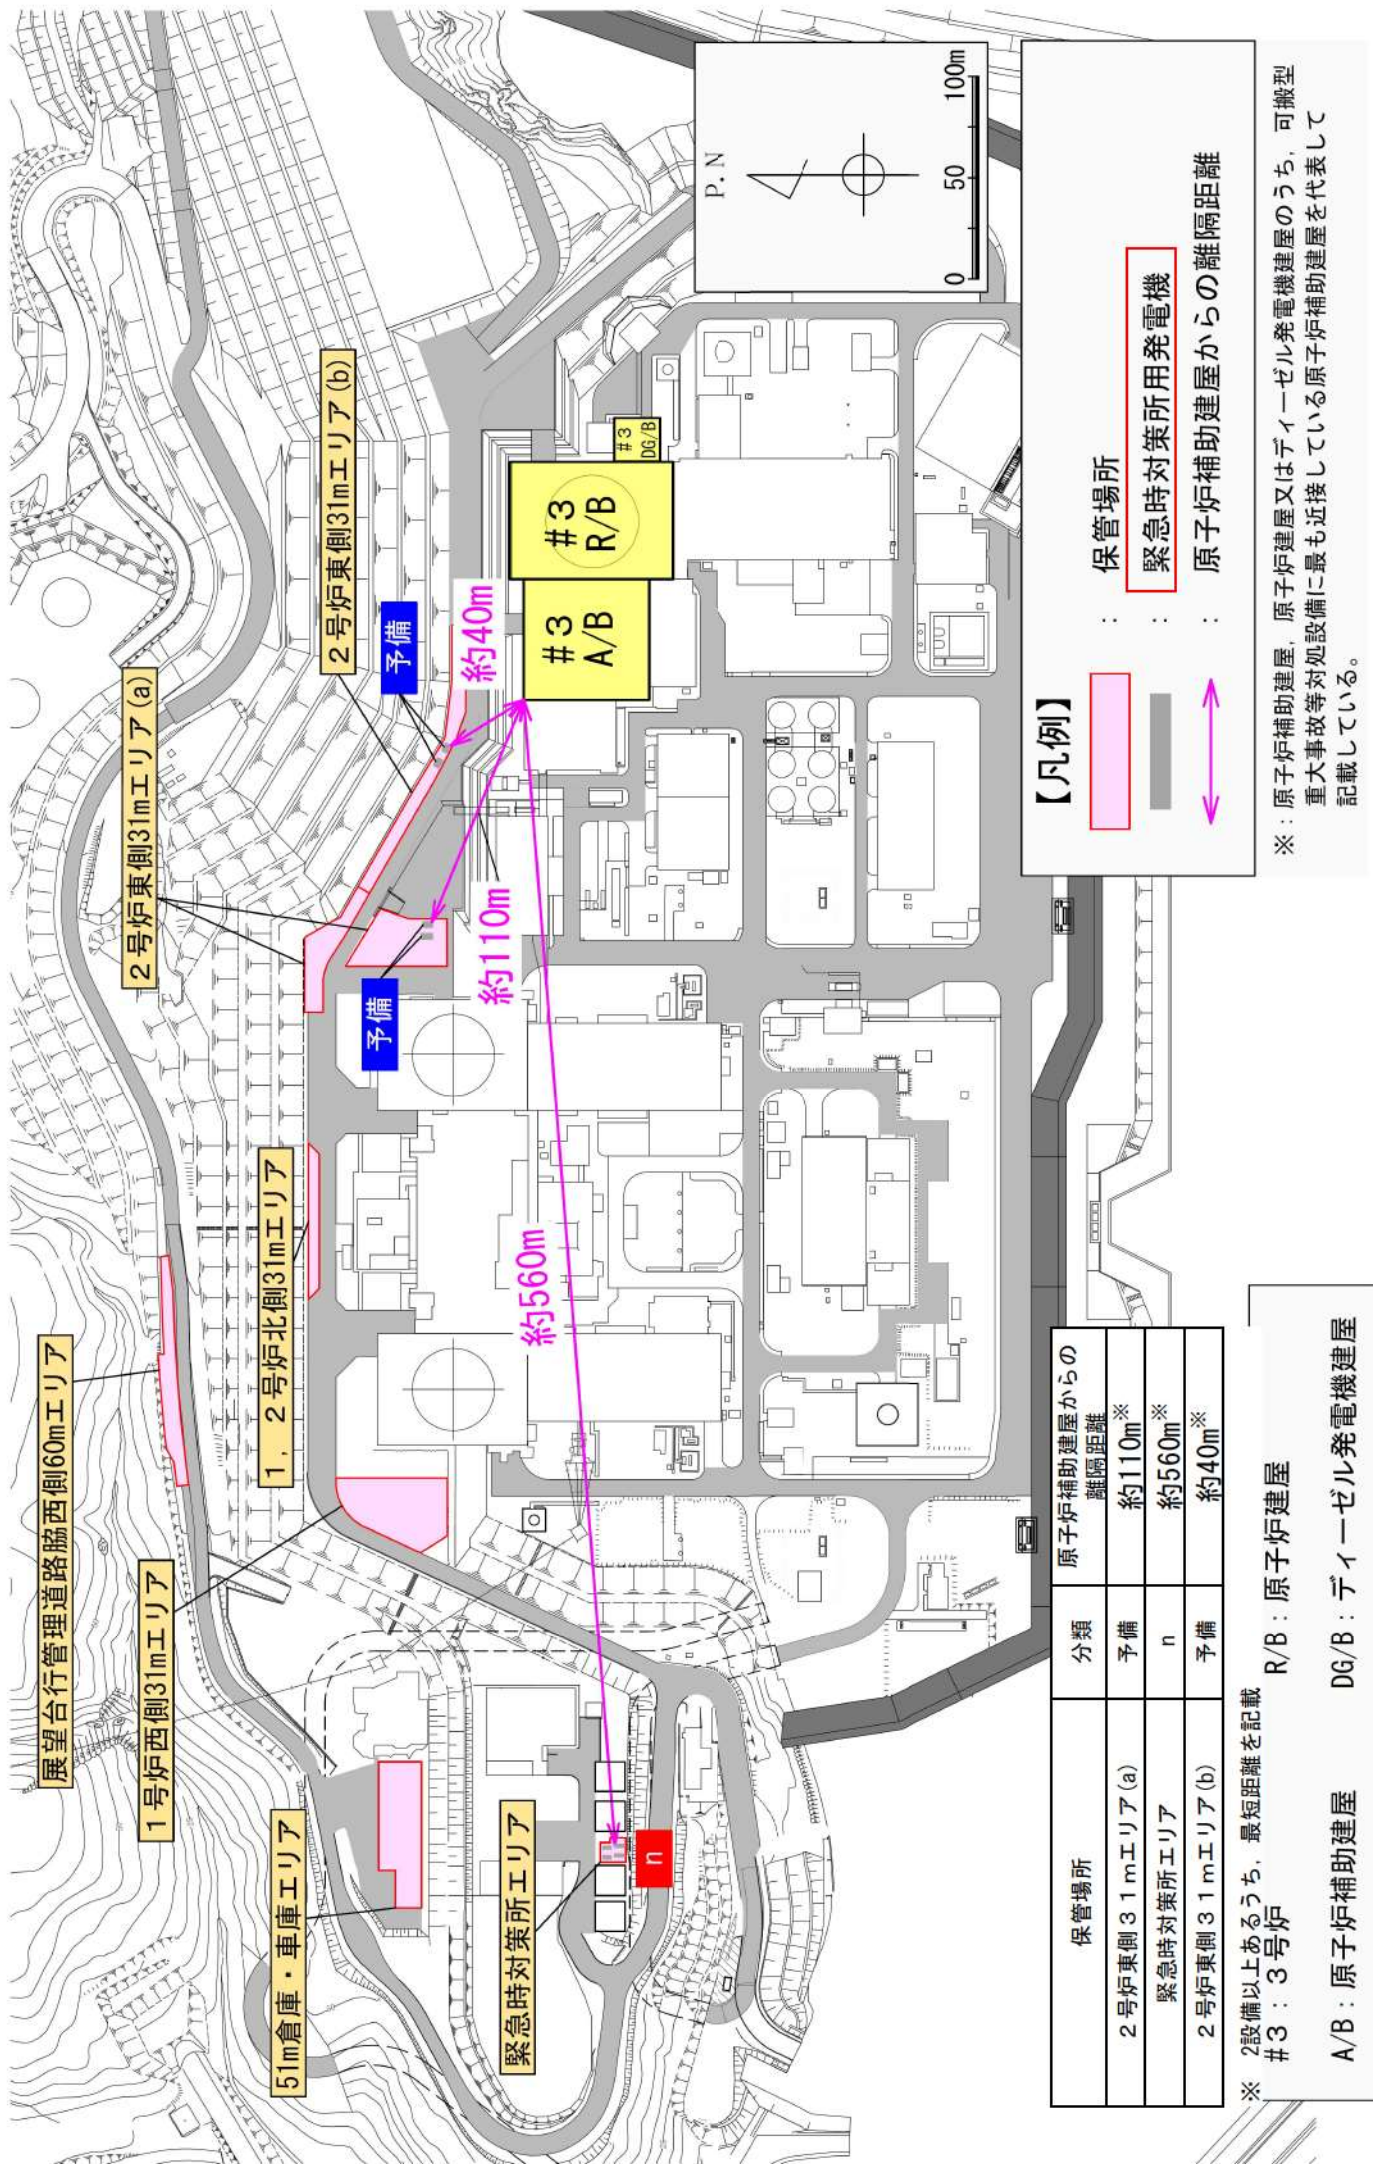 展望台行管理道路脇西側60mエリア
1号炉西側31mエリア
51m倉庫・車庫エリア
1，2号炉北側31mエリア
2号炉東側31mエリア(a)
2号炉東側31mエリア(b)
緊急時対策所エリア
予備
予備
n
約40m
約110m
約560m
#3
A/B
#3
R/B
#3
DG/B
P.N
0 50 100m
【凡例】
： 保管場所
： 緊急時対策所用発電機
： 原子炉補助建屋からの離隔距離
※：原子炉補助建屋，原子炉建屋又はディーゼル発電機建屋のうち，可搬型
重大事故等対処設備に最も近接している原子炉補助建屋を代表して
記載している。
保管場所 分類 原子炉補助建屋からの
離隔距離
2号炉東側31mエリア(a) 予備 約110m※
緊急時対策所エリア n 約560m※
2号炉東側31mエリア(b) 予備 約40m※
※ 2設備以上あるうち，最短距離を記載
#3：3号炉 R/B：原子炉建屋
A/B：原子炉補助建屋 DG/B：ディーゼル発電機建屋